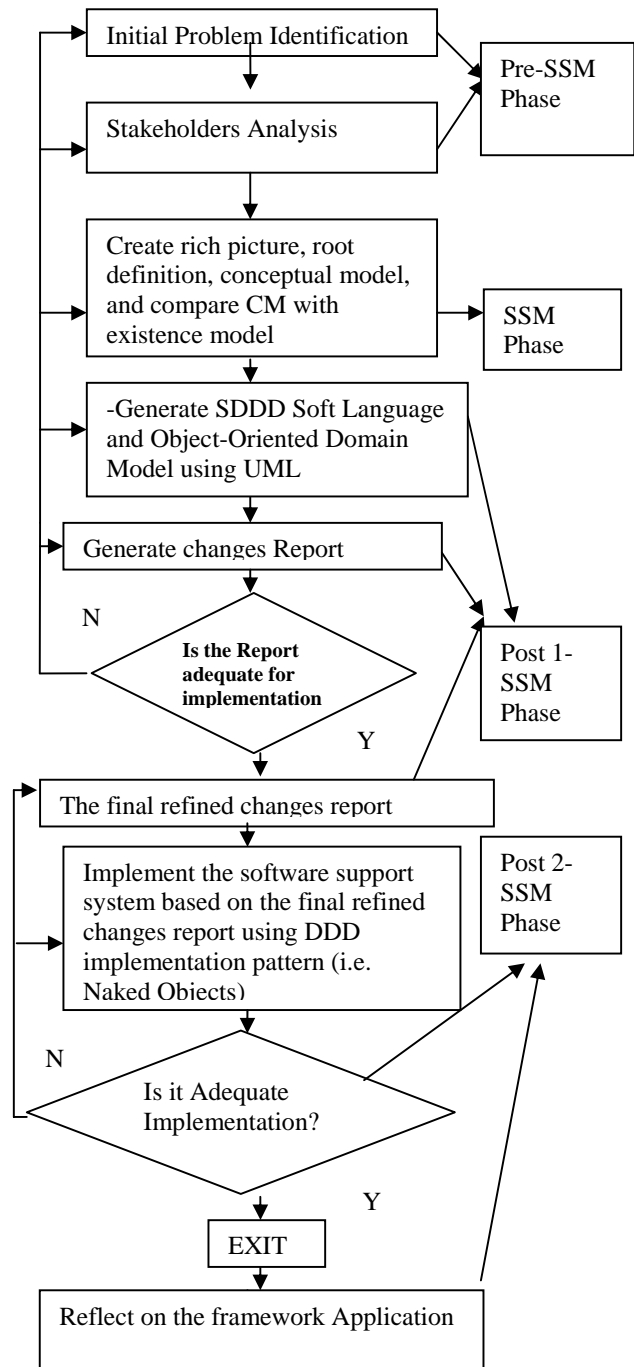 Initial Problem Identification
Pre-SSM
Phase
Stakeholders Analysis
Create rich picture, root
definition, conceptual model,
and compare CM with
existence model
SSM
Phase
-Generate SDDD Soft Language
and Object-Oriented Domain
Model using UML
Generate changes Report
N
Is the Report
adequate for
implementation
Post 1-
SSM
Phase
Y
The final refined changes report
Implement the software support
system based on the final refined
changes report using DDD
implementation pattern (i.e.
Naked Objects)
Post 2-
SSM
Phase
N
Is it Adequate
Implementation?
Y
EXIT
Reflect on the framework Application